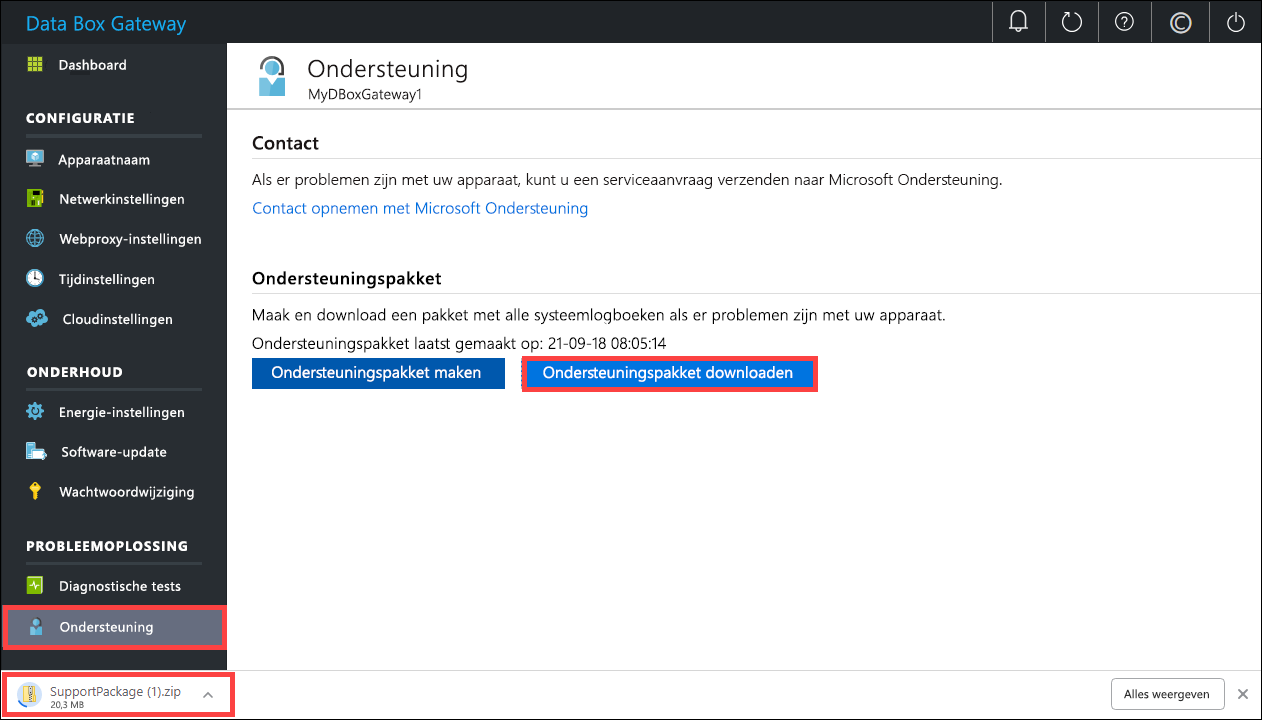 Data Box Gateway
Dashboard
CONFIGURATIE
Apparaatnaam
Netwerkinstellingen
Webproxy-instellingen
Tijdinstellingen
Cloudinstellingen
ONDERHOUD
Energie-instellingen
Software-update
Wachtwoordwijziging
PROBLEEMOPLOSSING
Diagnostische tests
Ondersteuning
Ondersteuning
MyDBoxGateway1
Contact
Als er problemen zijn met uw apparaat, kunt u een serviceaanvraag verzenden naar Microsoft Ondersteuning.
Contact opnemen met Microsoft Ondersteuning
Ondersteuningspakket
Maak en download een pakket met alle systeemlogboeken als er problemen zijn met uw apparaat.
Ondersteuningspakket laatst gemaakt op: 21-09-18 08:05:14
Ondersteuningspakket maken Ondersteuningspakket downloaden
SupportPackage (1).zip
20,3 MB
Alles weergeven